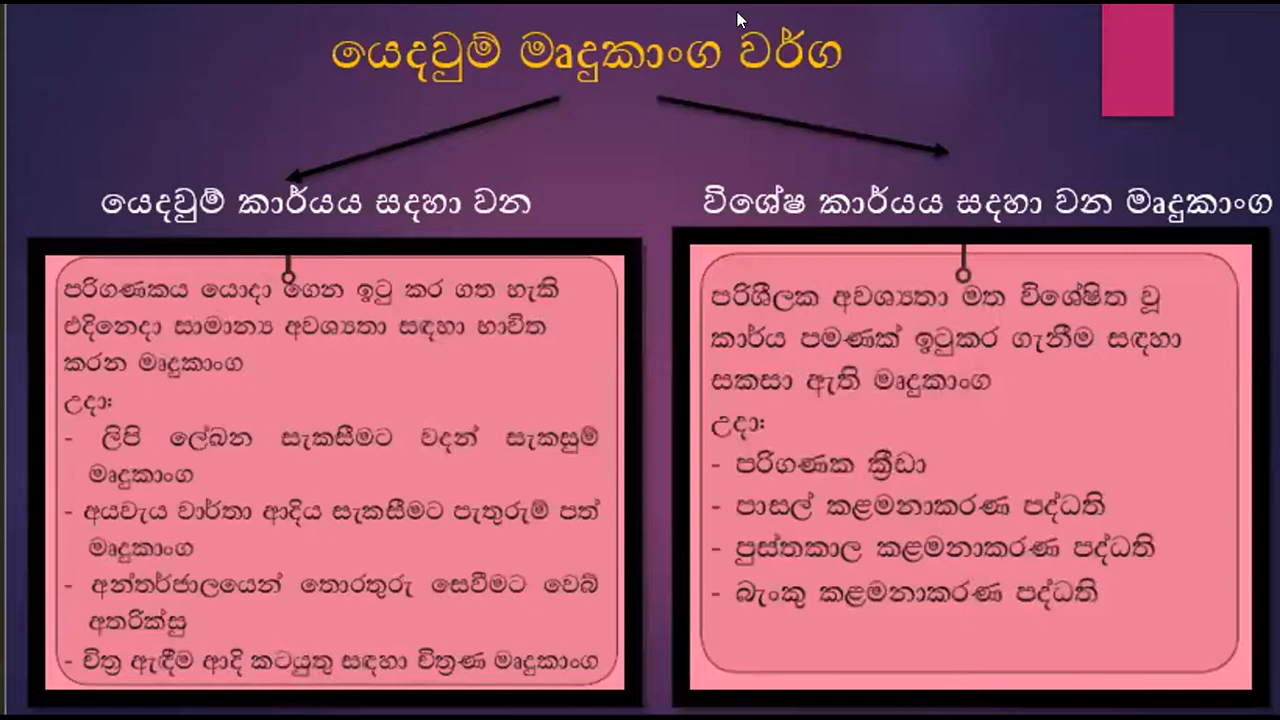 යෙදවුම් මෘදුකාංග වර්ග
යෙදවුම් කාර්යය සදහා වන
පරිගණකය යොදා ගෙන ඉටු කර ගත හැකි
එදිනෙදා සාමාන්‍ය අවශ්‍යතා සඳහා භාවිත
කරන මෘදුකාංග
උදා:
- ලිපි ලේඛන සැකසීමට වදන් සැකසුම්
මෘදුකාංග
- අයවැය වාර්තා ආදිය සැකසීමට පැතුරුම් පත්
මෘදුකාංග
- අන්තර්ජාලයෙන් තොරතුරු සෙවීමට වෙබ්
අතරික්සු
- චිත්‍ර ඇඳීම ආදි කටයුතු සඳහා චිත්‍රණ මෘදුකාංග
විශේෂ කාර්යය සදහා වන මෘදුකාංග
පරිශීලක අවශ්‍යතා මත විශේෂිත වූ
කාර්ය පමණක් ඉටුකර ගැනීම සඳහා
සකසා ඇති මෘදුකාංග
උදා:
- පරිගණක ක්‍රීඩා
- පාසල් කළමනාකරණ පද්ධති
- පුස්තකාල කළමනාකරණ පද්ධති
- බැංකු කළමනාකරණ පද්ධති